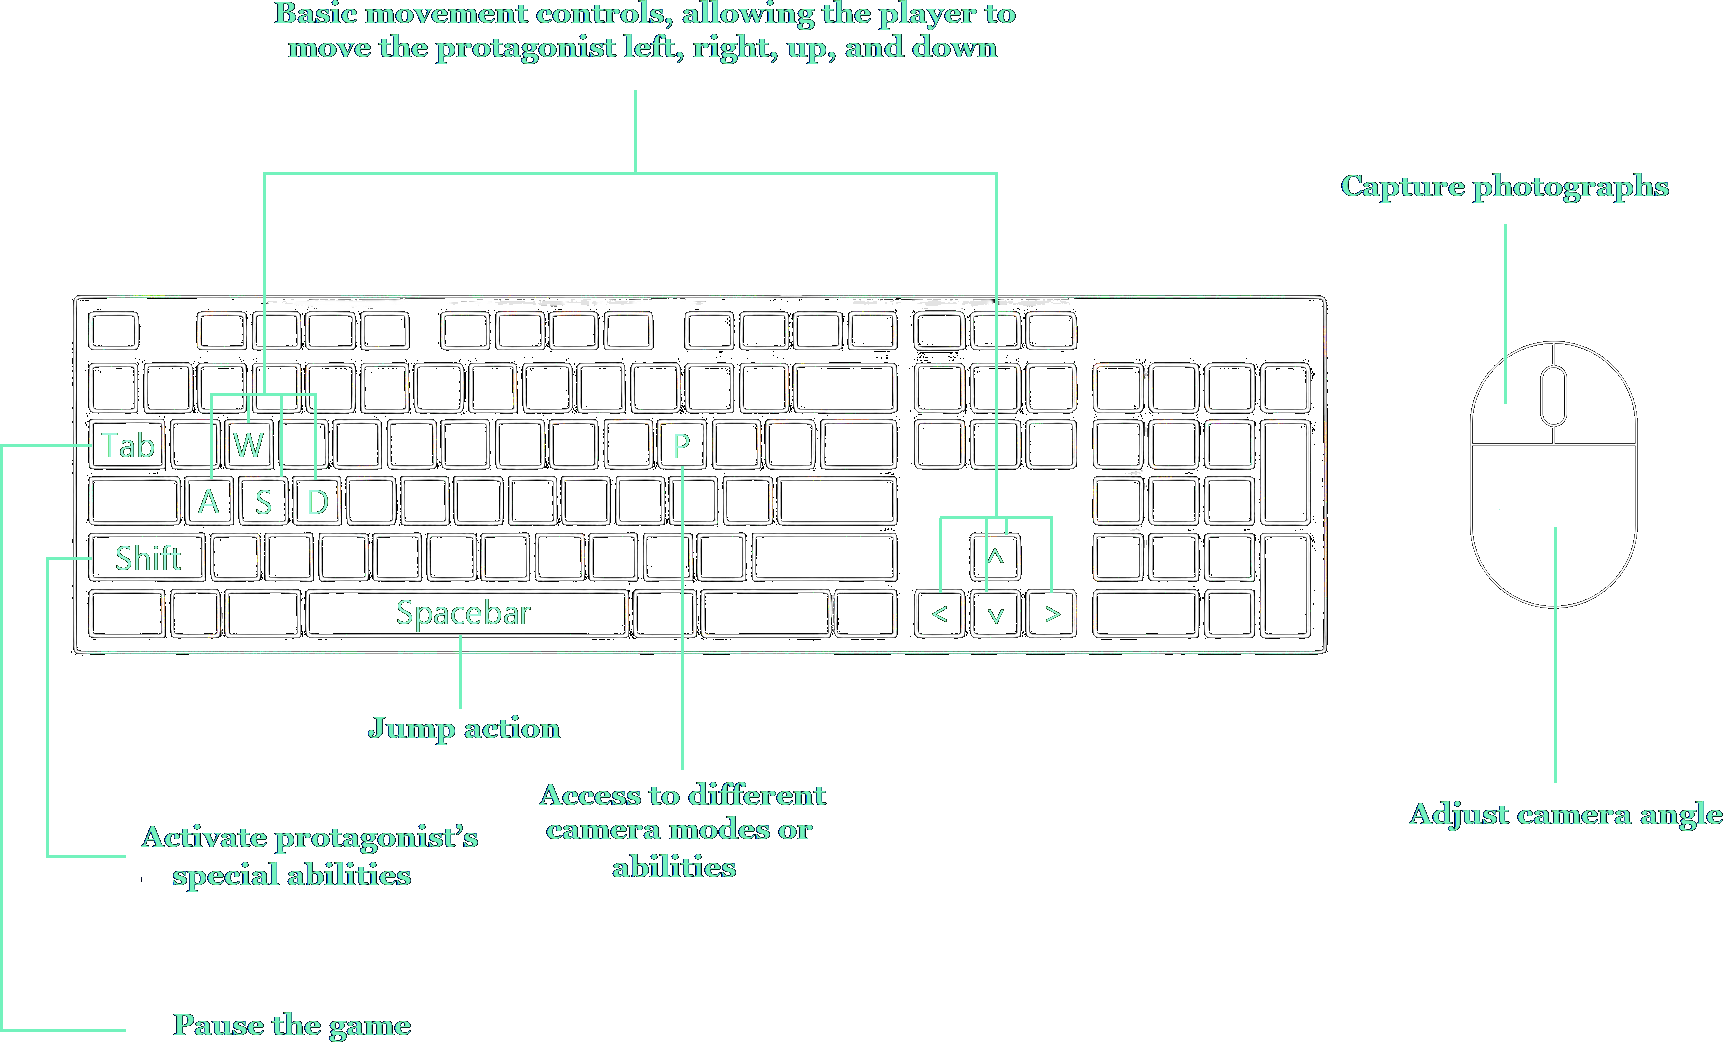 Basic movement controls, allowing the player to
move the protagonist left, right, up, and down
Capture photographs
Tab
W
P
A
S
D
Shift
^
Spacebar
<
v
>
Jump action
Access to different
camera modes or
abilities
Adjust camera angle
Activate protagonist’s
special abilities
Pause the game